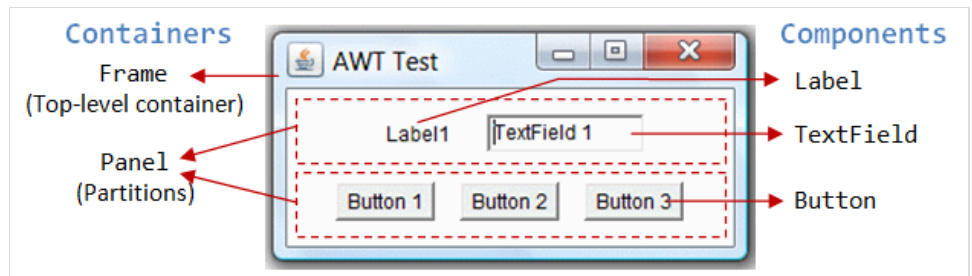 Containers
Frame
(Top-level container)
Panel
(Partitions)
AWT Test
Label1
TextField 1
Button 1
Button 2
Button 3
Components
Label
TextField
Button